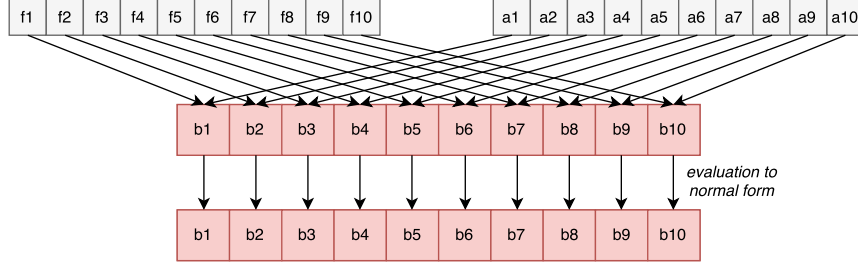 f1 f2 f3 f4 f5 f6 f7 f8 f9 f10 a1 a2 a3 a4 a5 a6 a7 a8 a9 a10
b1 b2 b3 b4 b5 b6 b7 b8 b9 b10
evaluation to
normal form
b1 b2 b3 b4 b5 b6 b7 b8 b9 b10